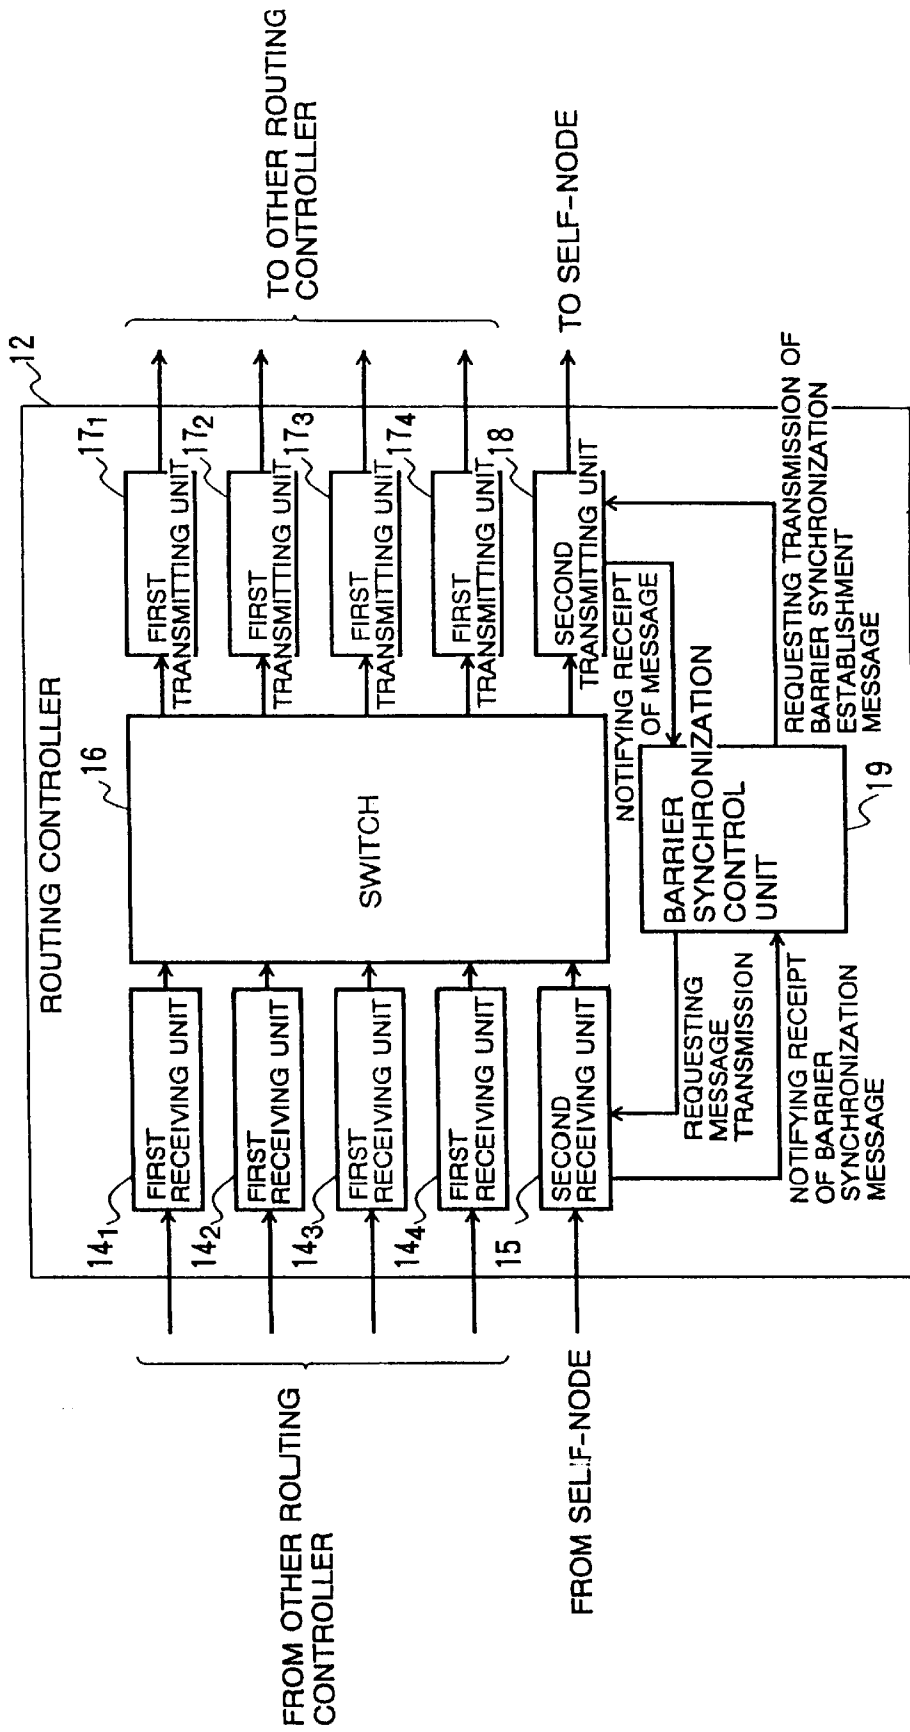 ROUTING CONTROLLER
12
FROM OTHER ROUTING
CONTROLLER
FROM SELF-NODE
14₁
FIRST
RECEIVING UNIT
14₂
FIRST
RECEIVING UNIT
14₃
FIRST
RECEIVING UNIT
14₄
FIRST
RECEIVING UNIT
15
SECOND
RECEIVING UNIT
16
SWITCH
17₁
FIRST
TRANSMITTING UNIT
17₂
FIRST
TRANSMITTING UNIT
17₃
FIRST
TRANSMITTING UNIT
17₄
FIRST
TRANSMITTING UNIT
18
SECOND
TRANSMITTING UNIT
TO OTHER ROUTING
CONTROLLER
TO SELF-NODE
REQUESTING
MESSAGE
TRANSMISSION
NOTIFYING RECEIPT
OF BARRIER
SYNCHRONIZATION
MESSAGE
BARRIER
SYNCHRONIZATION
CONTROL
UNIT
19
NOTIFYING RECEIPT
OF MESSAGE
REQUESTING TRANSMISSION OF
BARRIER SYNCHRONIZATION
ESTABLISHMENT
MESSAGE